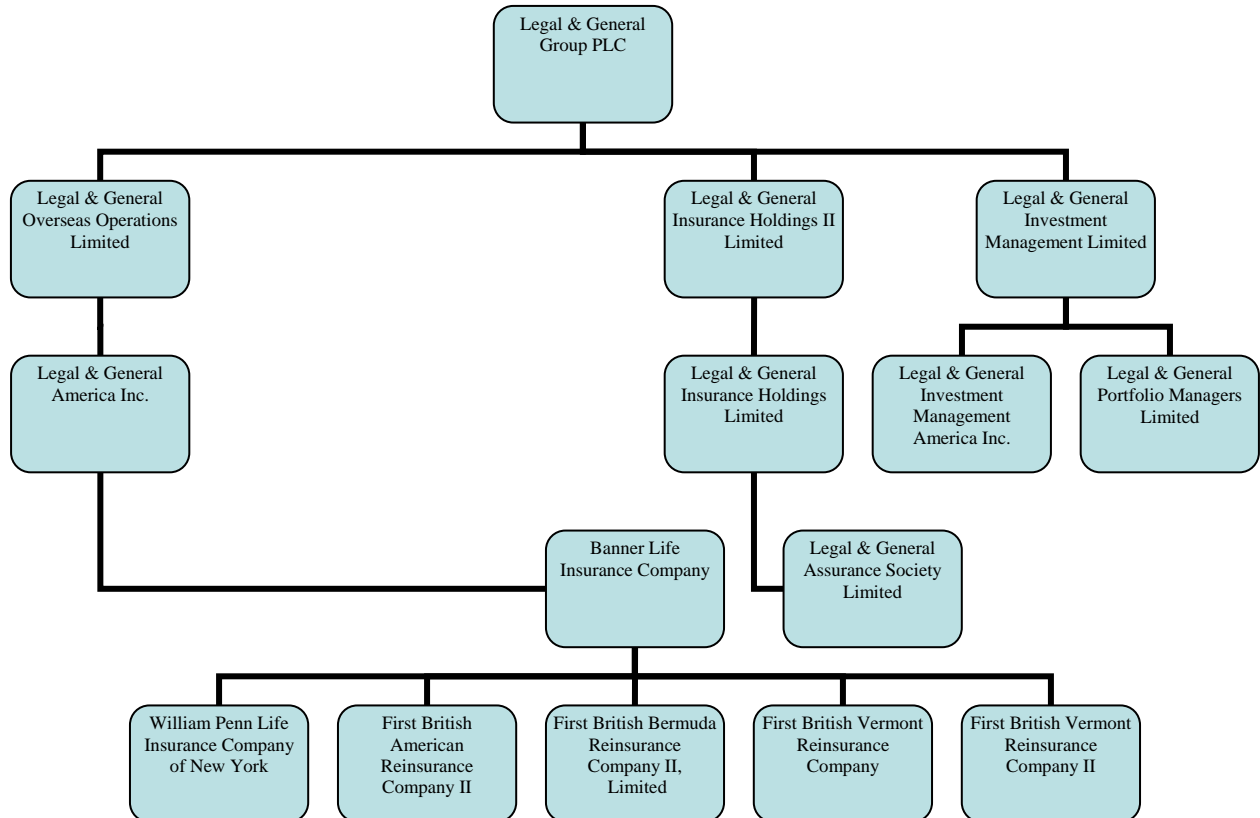 Legal & General
Group PLC
Legal & General
Overseas Operations
Limited
Legal & General
Insurance Holdings II
Limited
Legal & General
Investment
Management Limited
Legal & General
America Inc.
Legal & General
Insurance Holdings
Limited
Legal & General
Investment
Management
America Inc.
Legal & General
Portfolio Managers
Limited
Banner Life
Insurance Company
Legal & General
Assurance Society
Limited
William Penn Life
Insurance Company
of New York
First British
American
Reinsurance
Company II
First British Bermuda
Reinsurance
Company II,
Limited
First British Vermont
Reinsurance
Company
First British Vermont
Reinsurance
Company II